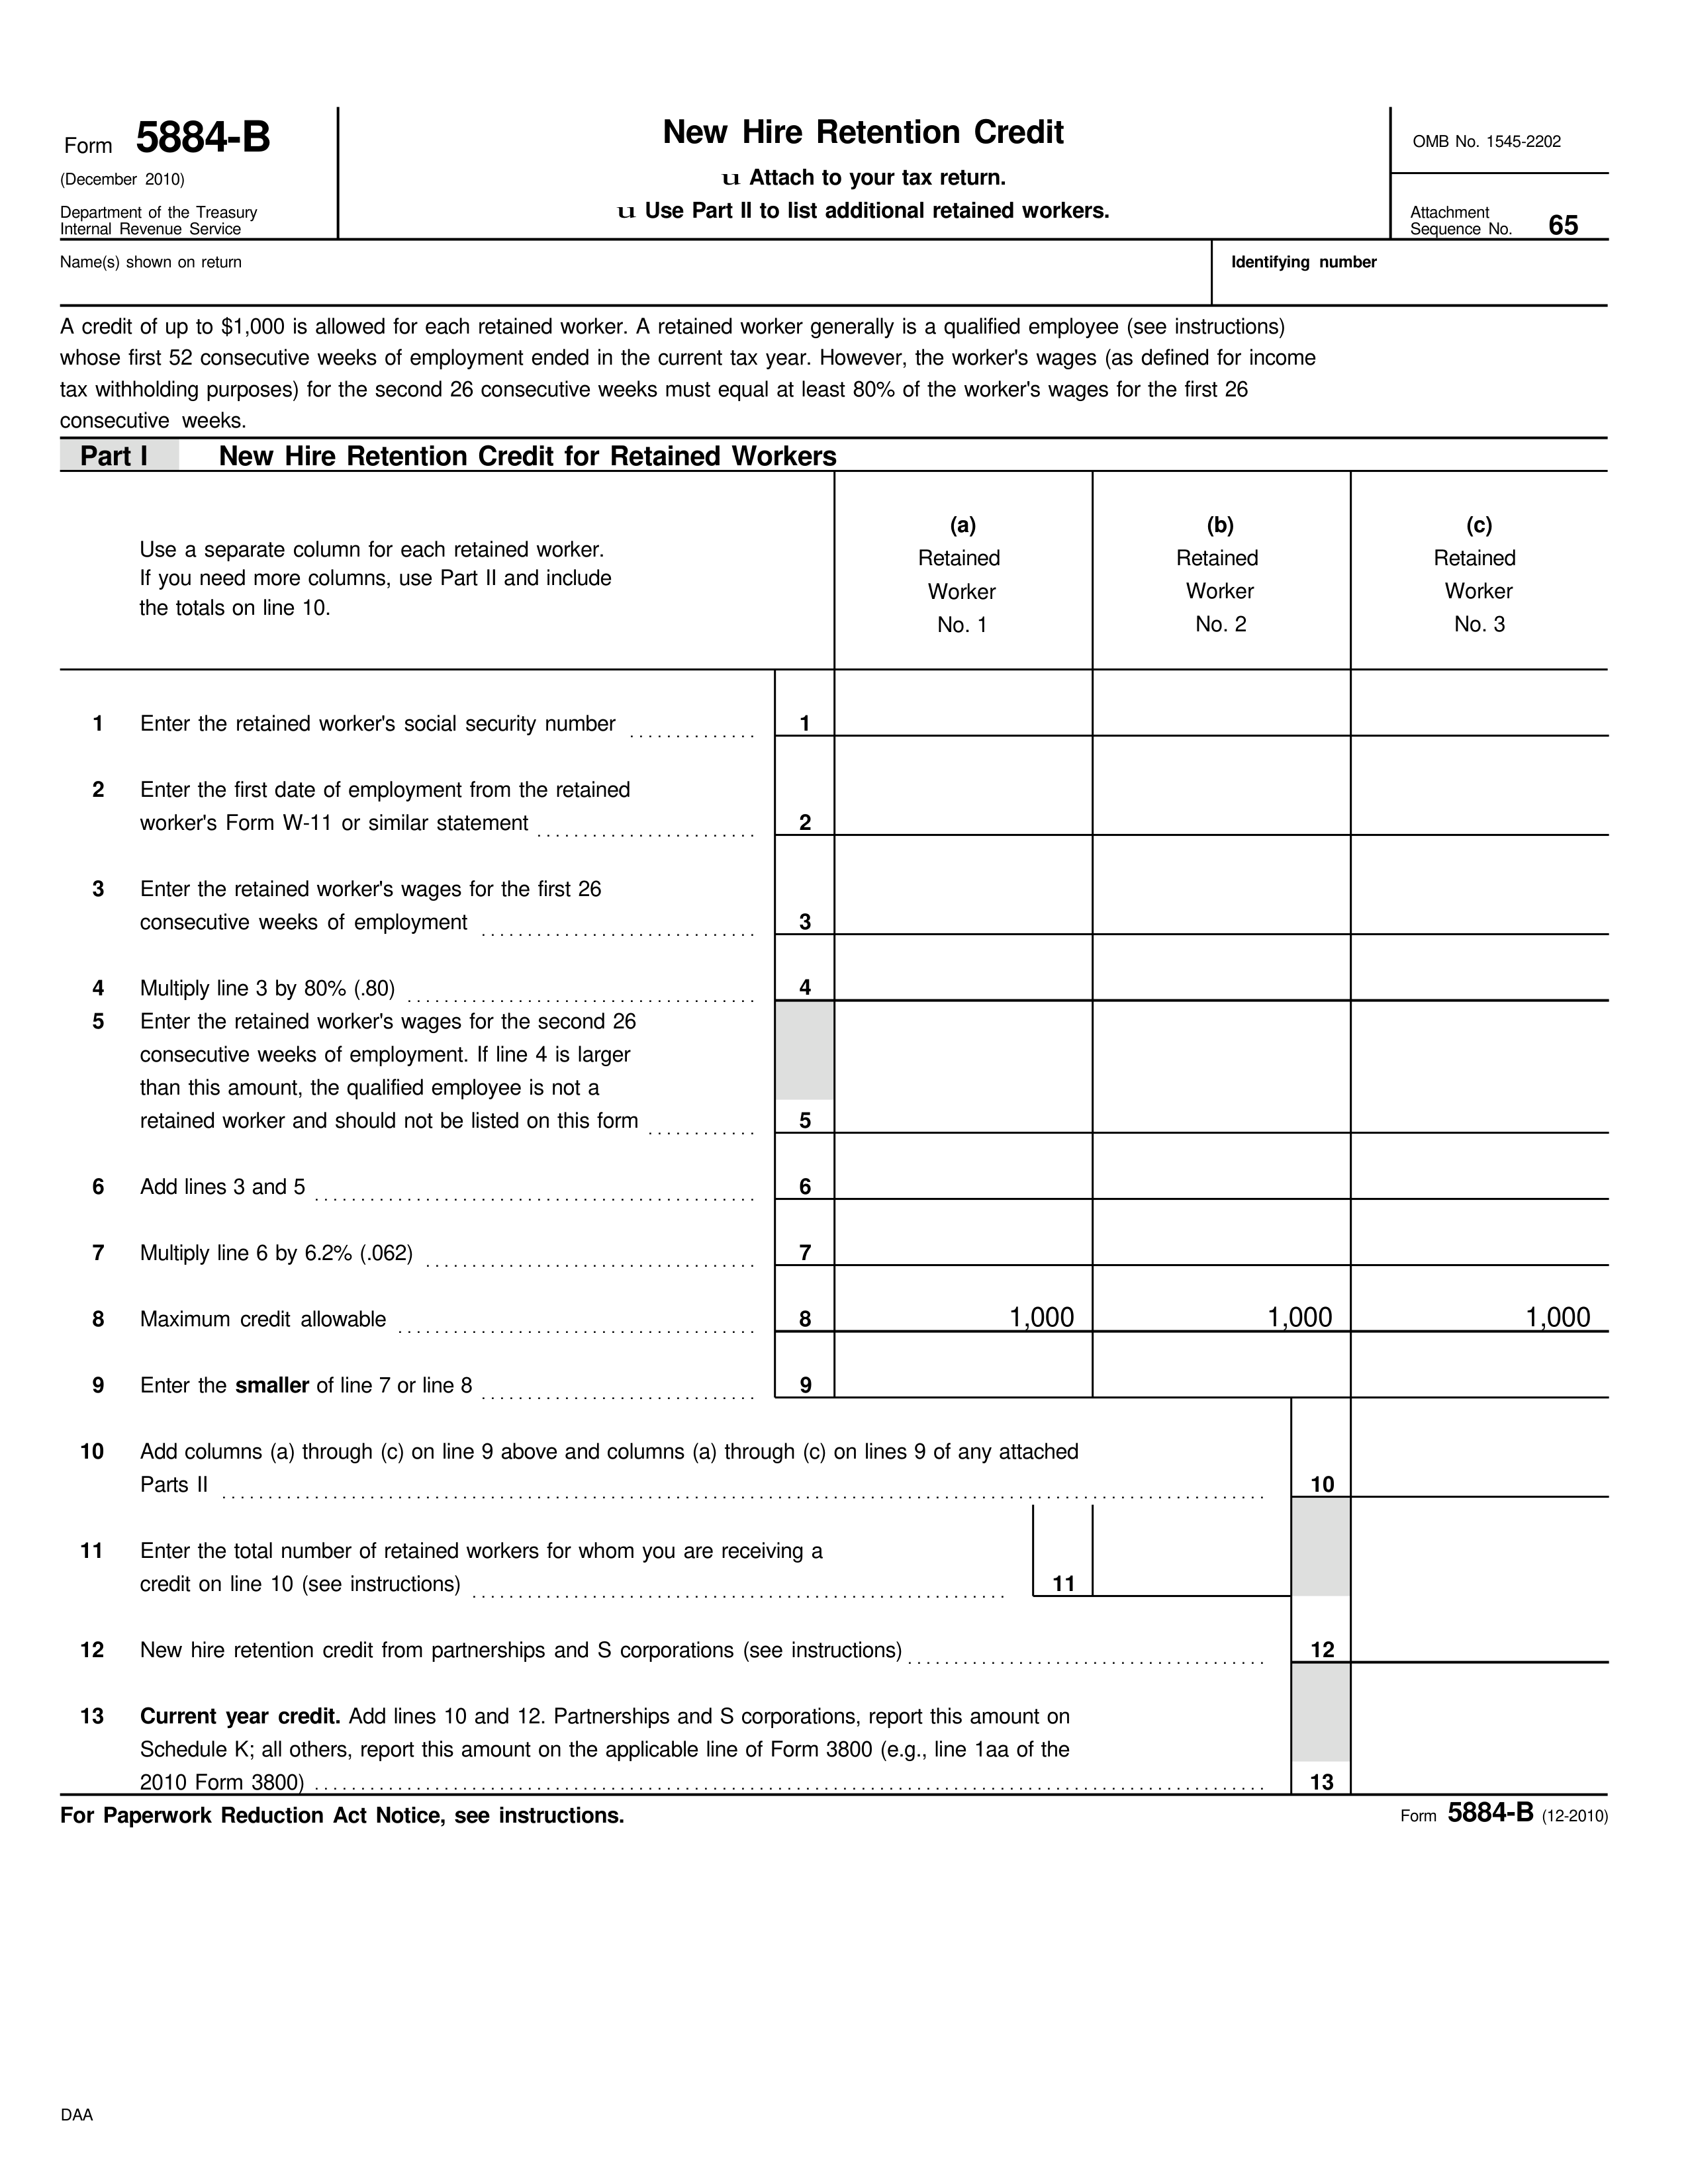 Form 5884-B
(December 2010)
Department of the Treasury
Internal Revenue Service
New Hire Retention Credit
u Attach to your tax return.
u Use Part II to list additional retained workers.
OMB No. 1545-2202
Attachment
Sequence No. 65
Name(s) shown on return
Identifying number
A credit of up to $1,000 is allowed for each retained worker. A retained worker generally is a qualified employee (see instructions)
whose first 52 consecutive weeks of employment ended in the current tax year. However, the worker's wages (as defined for income
tax withholding purposes) for the second 26 consecutive weeks must equal at least 80% of the worker's wages for the first 26
consecutive weeks.
Part I New Hire Retention Credit for Retained Workers
Use a separate column for each retained worker.
If you need more columns, use Part II and include
the totals on line 10.
(a)
Retained
Worker
No. 1
(b)
Retained
Worker
No. 2
(c)
Retained
Worker
No. 3
1 Enter the retained worker's social security number 1
2 Enter the first date of employment from the retained
worker's Form W-11 or similar statement 2
3 Enter the retained worker's wages for the first 26
consecutive weeks of employment 3
4 Multiply line 3 by 80% (.80) 4
5 Enter the retained worker's wages for the second 26
consecutive weeks of employment. If line 4 is larger
than this amount, the qualified employee is not a
retained worker and should not be listed on this form 5
6 Add lines 3 and 5 6
7 Multiply line 6 by 6.2% (.062) 7
8 Maximum credit allowable 8 1,000 1,000 1,000
9 Enter the smaller of line 7 or line 8 9
10 Add columns (a) through (c) on line 9 above and columns (a) through (c) on lines 9 of any attached
Parts II 10
11 Enter the total number of retained workers for whom you are receiving a
credit on line 10 (see instructions) 11
12 New hire retention credit from partnerships and S corporations (see instructions) 12
13 Current year credit. Add lines 10 and 12. Partnerships and S corporations, report this amount on
Schedule K; all others, report this amount on the applicable line of Form 3800 (e.g., line 1aa of the
2010 Form 3800) 13
For Paperwork Reduction Act Notice, see instructions.
Form 5884-B (12-2010)
DAA